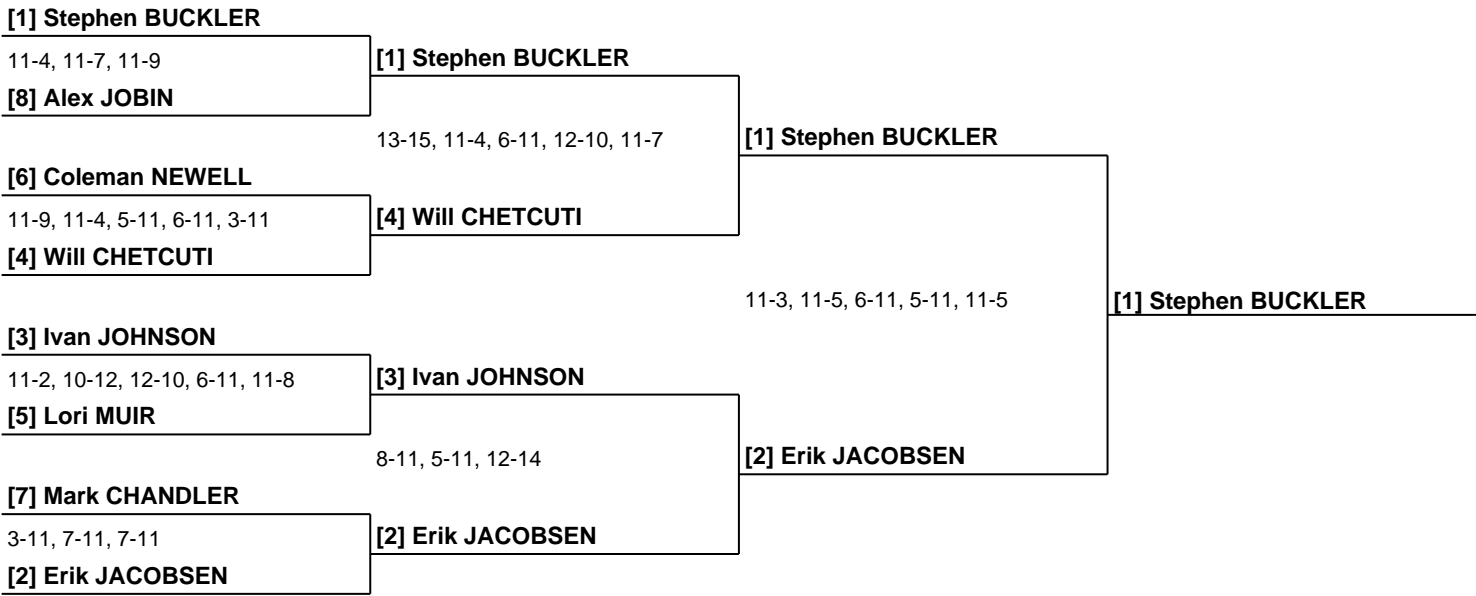 [1] Stephen BUCKLER
11-4, 11-7, 11-9
[8] Alex JOBIN
[6] Coleman NEWELL
11-9, 11-4, 5-11, 6-11, 3-11
[4] Will CHETCUTI
[3] Ivan JOHNSON
11-2, 10-12, 12-10, 6-11, 11-8
[5] Lori MUIR
[7] Mark CHANDLER
3-11, 7-11, 7-11
[2] Erik JACOBSEN
[1] Stephen BUCKLER
13-15, 11-4, 6-11, 12-10, 11-7
[4] Will CHETCUTI
[3] Ivan JOHNSON
8-11, 5-11, 12-14
[2] Erik JACOBSEN
[1] Stephen BUCKLER
11-3, 11-5, 6-11, 5-11, 11-5
[2] Erik JACOBSEN
[1] Stephen BUCKLER